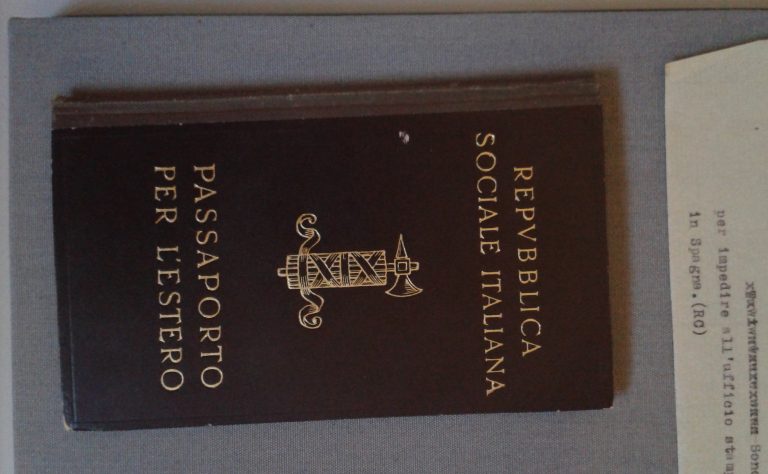 REPVBBLICA
SOCIALE ITALIANA
PASSAPORTO
PER L'ESTERO
per impedire all'ufficio
in Spagna.(RC)